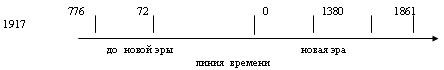 776 72 0 1380 1861
1917
до новой эры новая эра
линия времени